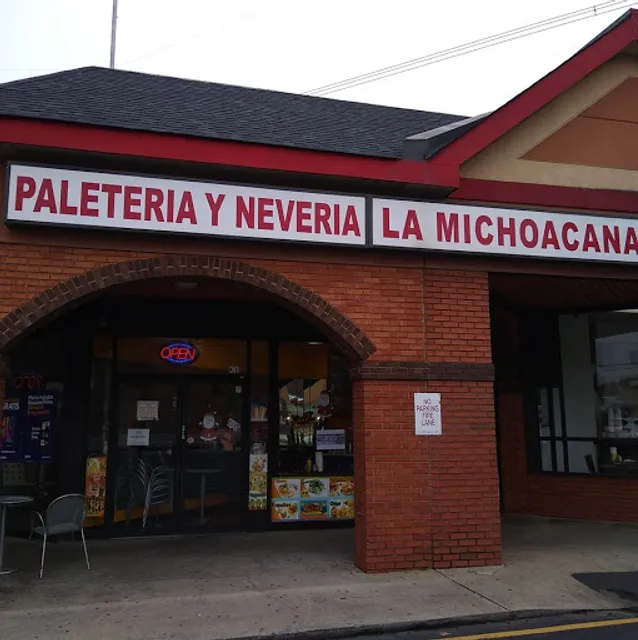 PALETERIA Y NEVERIA LA MICHOACANA
OPEN
NO
PARKING
FIRE
LANE